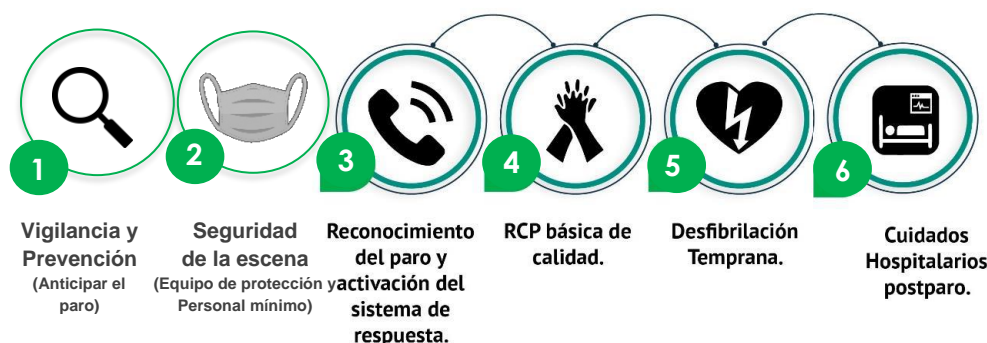 1
2
3
4
5
6
Vigilancia y
Prevención
(Anticipar el
paro)
Seguridad
de la escena
(Equipo de protección y
Personal mínimo)
Reconocimiento
del paro y
activación del
sistema de
respuesta.
RCP básica de
calidad.
Desfibrilación
Temprana.
Cuidados
Hospitalarios
postparo.